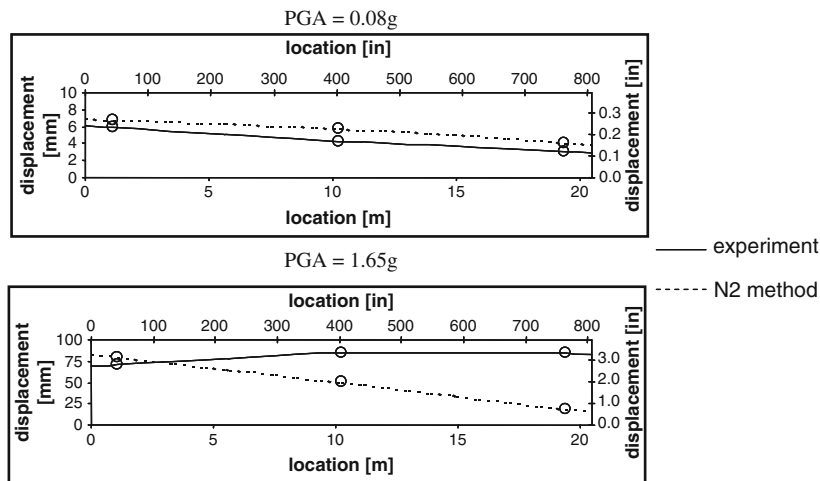 PGA = 0.08g
location [in]
0 100 200 300 400 500 600 700 800
displacement
[mm]
10
8
6
4
2
0
0.3
0.2
0.1
0.0
displacement [in]
0 5 10 15 20
location [m]
experiment
N2 method
PGA = 1.65g
location [in]
0 100 200 300 400 500 600 700 800
displacement
[mm]
100
75
50
25
0
3.0
2.0
1.0
0.0
displacement [in]
0 5 10 15 20
location [m]